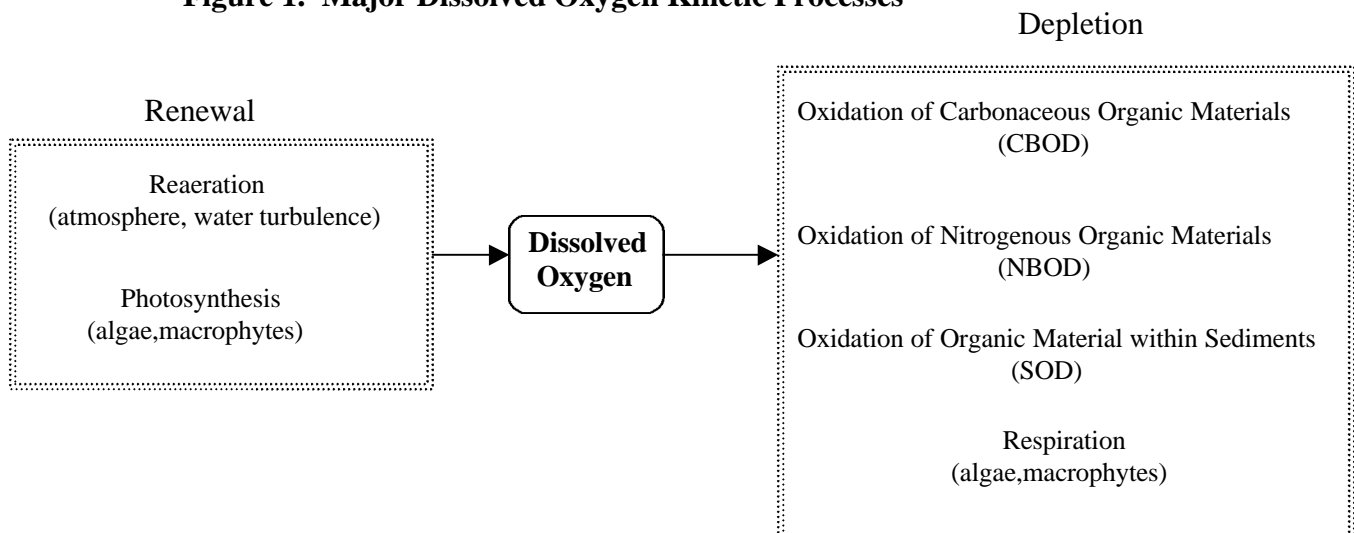 Figure 1. Major Dissolved Oxygen Kinetic Processes
Depletion
Renewal
Reaeration
(atmosphere, water turbulence)
Photosynthesis
(algae,macrophytes)
Dissolved
Oxygen
Oxidation of Carbonaceous Organic Materials
(CBOD)
Oxidation of Nitrogenous Organic Materials
(NBOD)
Oxidation of Organic Material within Sediments
(SOD)
Respiration
(algae,macrophytes)